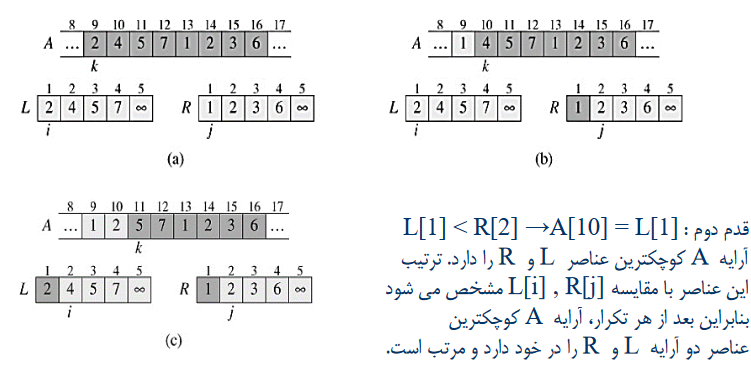 8 9 10 11 12 13 14 15 16 17
A ... 2 4 5 7 1 2 3 6 ...
k
1 2 3 4 5
L 2 4 5 7 ∞
i
1 2 3 4 5
R 1 2 3 6 ∞
j
(a)
8 9 10 11 12 13 14 15 16 17
A ... 1 4 5 7 1 2 3 6 ...
k
1 2 3 4 5
L 2 4 5 7 ∞
i
1 2 3 4 5
R 1 2 3 6 ∞
j
(b)
8 9 10 11 12 13 14 15 16 17
A ... 1 2 5 7 1 2 3 6 ...
k
1 2 3 4 5
L 2 4 5 7 ∞
i
1 2 3 4 5
R 1 2 3 6 ∞
j
(c)
قدم دوم : L[1] < R[2] →A[10] = L[1]
آرایه A کوچکترین عناصر L و R را دارد. ترتیب
این عناصر با مقایسه L[i] , R[j] مشخص می شود
بنابراین بعد از هر تکرار، آرایه A کوچکترین
عناصر دو آرایه L و R را در خود دارد و مرتب است.